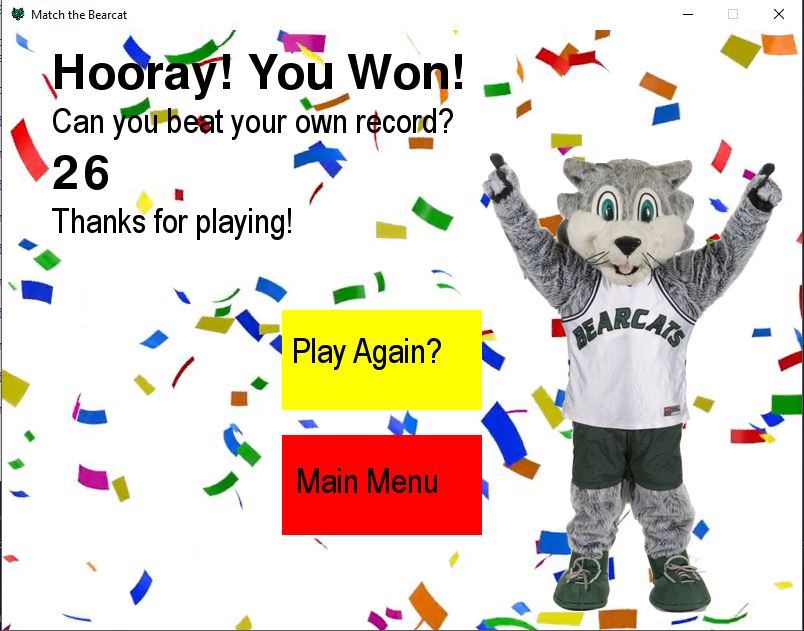 Match the Bearcat
Hooray! You Won!
Can you beat your own record?
26
Thanks for playing!
BEARCATS
Play Again?
Main Menu